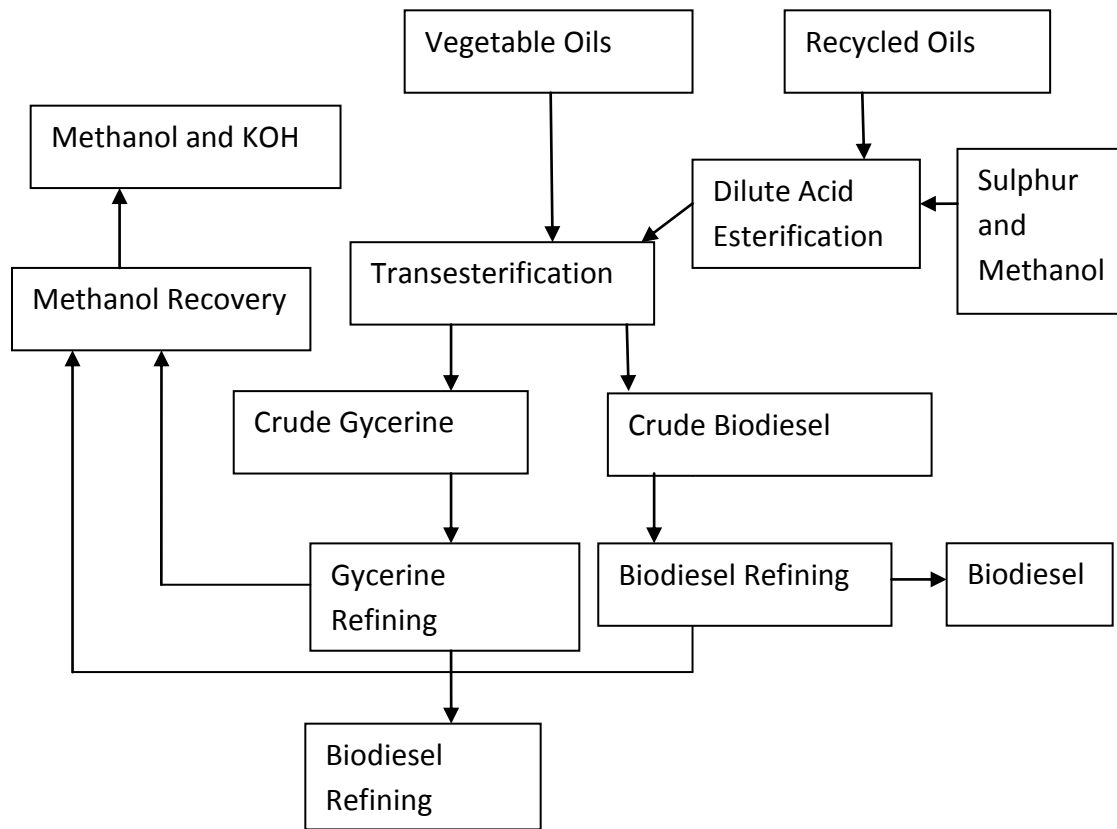 Vegetable Oils
Recycled Oils
Methanol and KOH
Dilute Acid
Esterification
Sulphur
and
Methanol
Transesterification
Methanol Recovery
Crude Gycerine
Crude Biodiesel
Gycerine
Refining
Biodiesel Refining
Biodiesel
Biodiesel
Refining